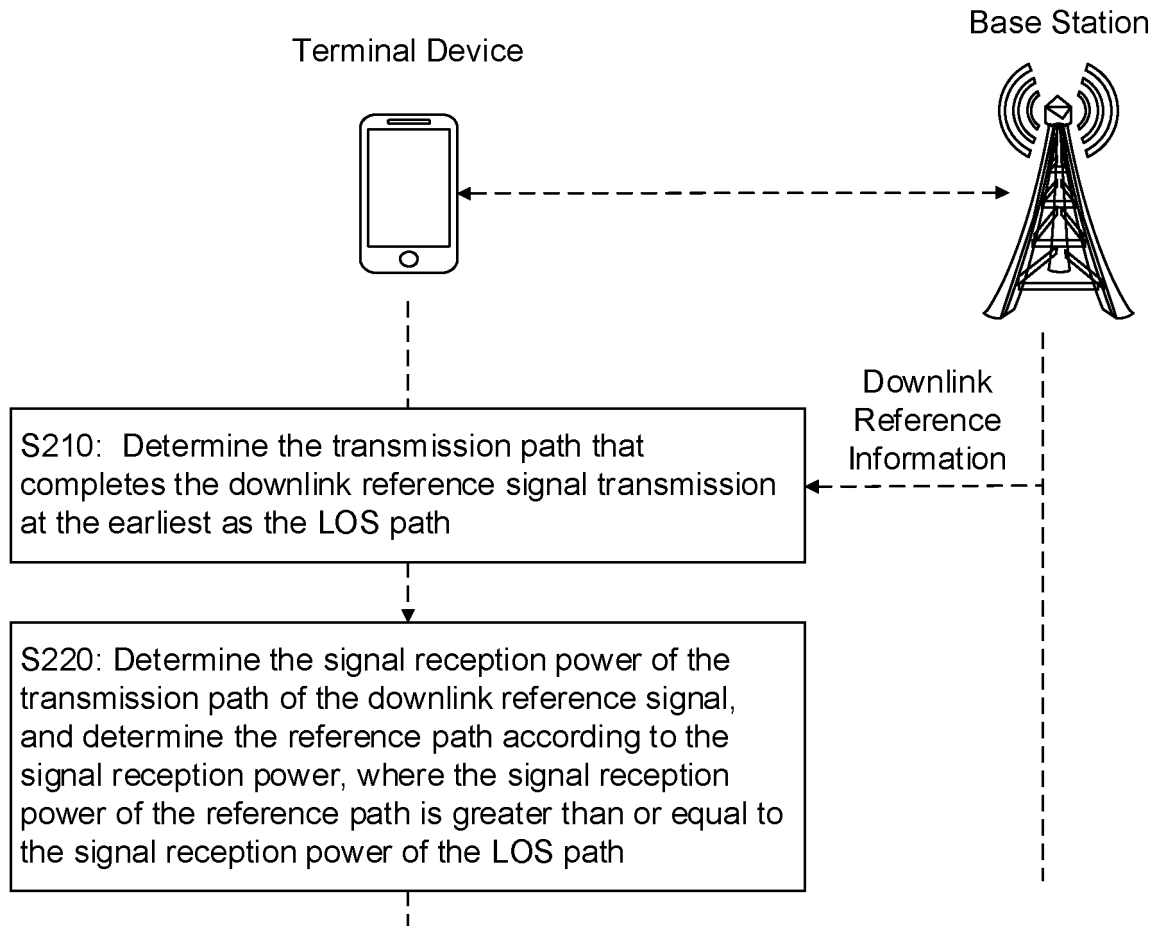 Base Station
Terminal Device
Downlink
Reference
Information
S210:  Determine the transmission path that
completes the downlink reference signal transmission
at the earliest as the LOS path
S220: Determine the signal reception power of the
transmission path of the downlink reference signal,
and determine the reference path according to the
signal reception power, where the signal reception
power of the reference path is greater than or equal to
the signal reception power of the LOS path